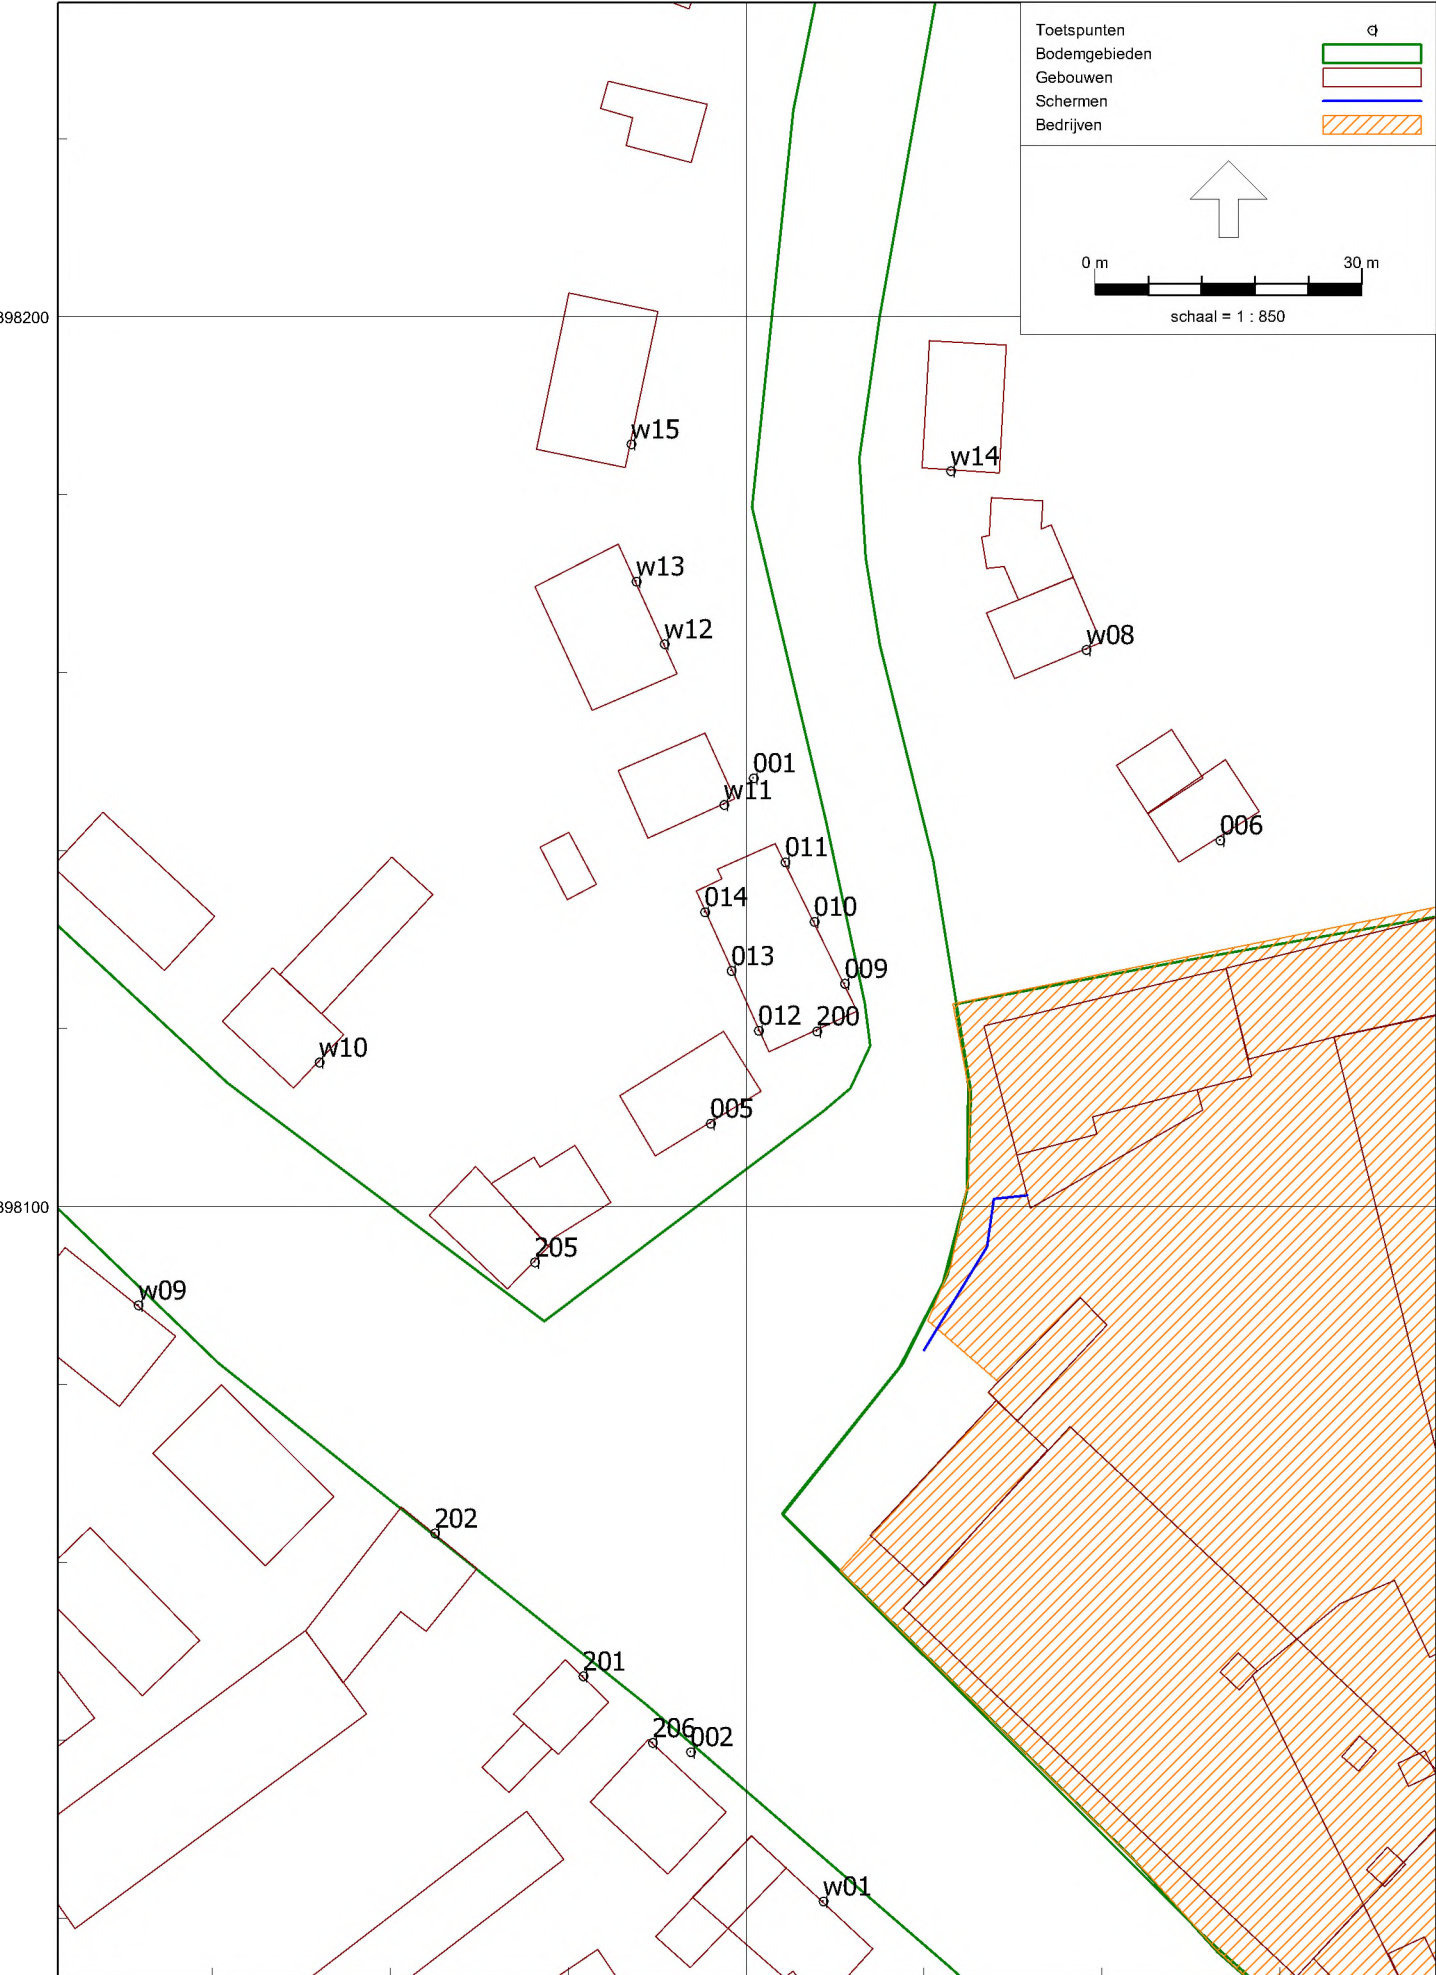 Toetspunten
Bodemgebieden
Gebouwen
Schermen
Bedrijven
0 m 30 m
schaal = 1 : 850
398200
w15
w14
w13
w12
w08
001
w11
006
011
014
010
013
009
012
200
w10
005
398100
205
w09
202
201
206
002
w01